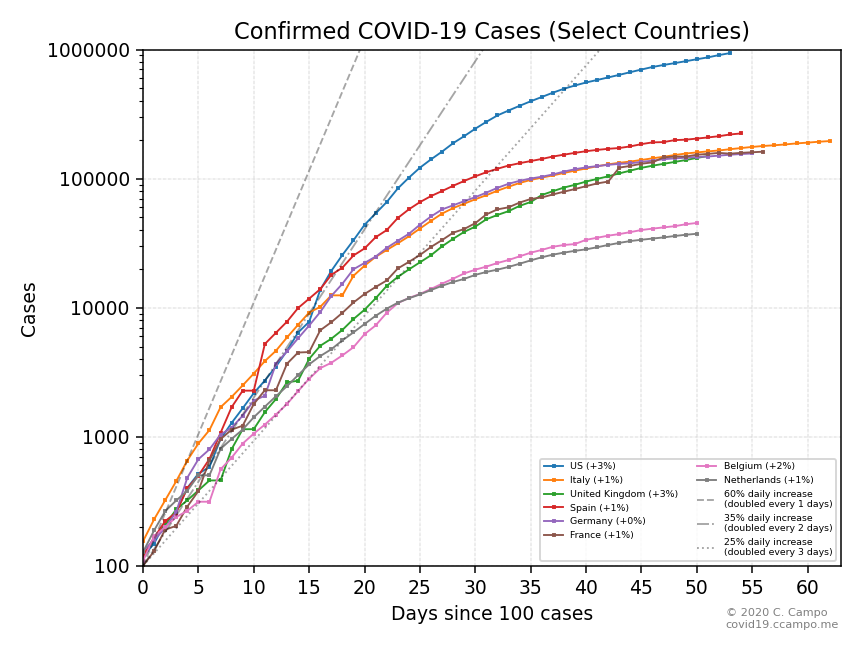 Confirmed COVID-19 Cases (Select Countries)
1000000
100000
10000
1000
100
Cases
0 5 10 15 20 25 30 35 40 45 50 55 60
Days since 100 cases
US (+3%)
Italy (+1%)
United Kingdom (+3%)
Spain (+1%)
Germany (+0%)
France (+1%)
Belgium (+2%)
Netherlands (+1%)
60% daily increase
(doubled every 1 days)
35% daily increase
(doubled every 2 days)
25% daily increase
(doubled every 3 days)
© 2020 C. Campo
covid19.ccampo.me